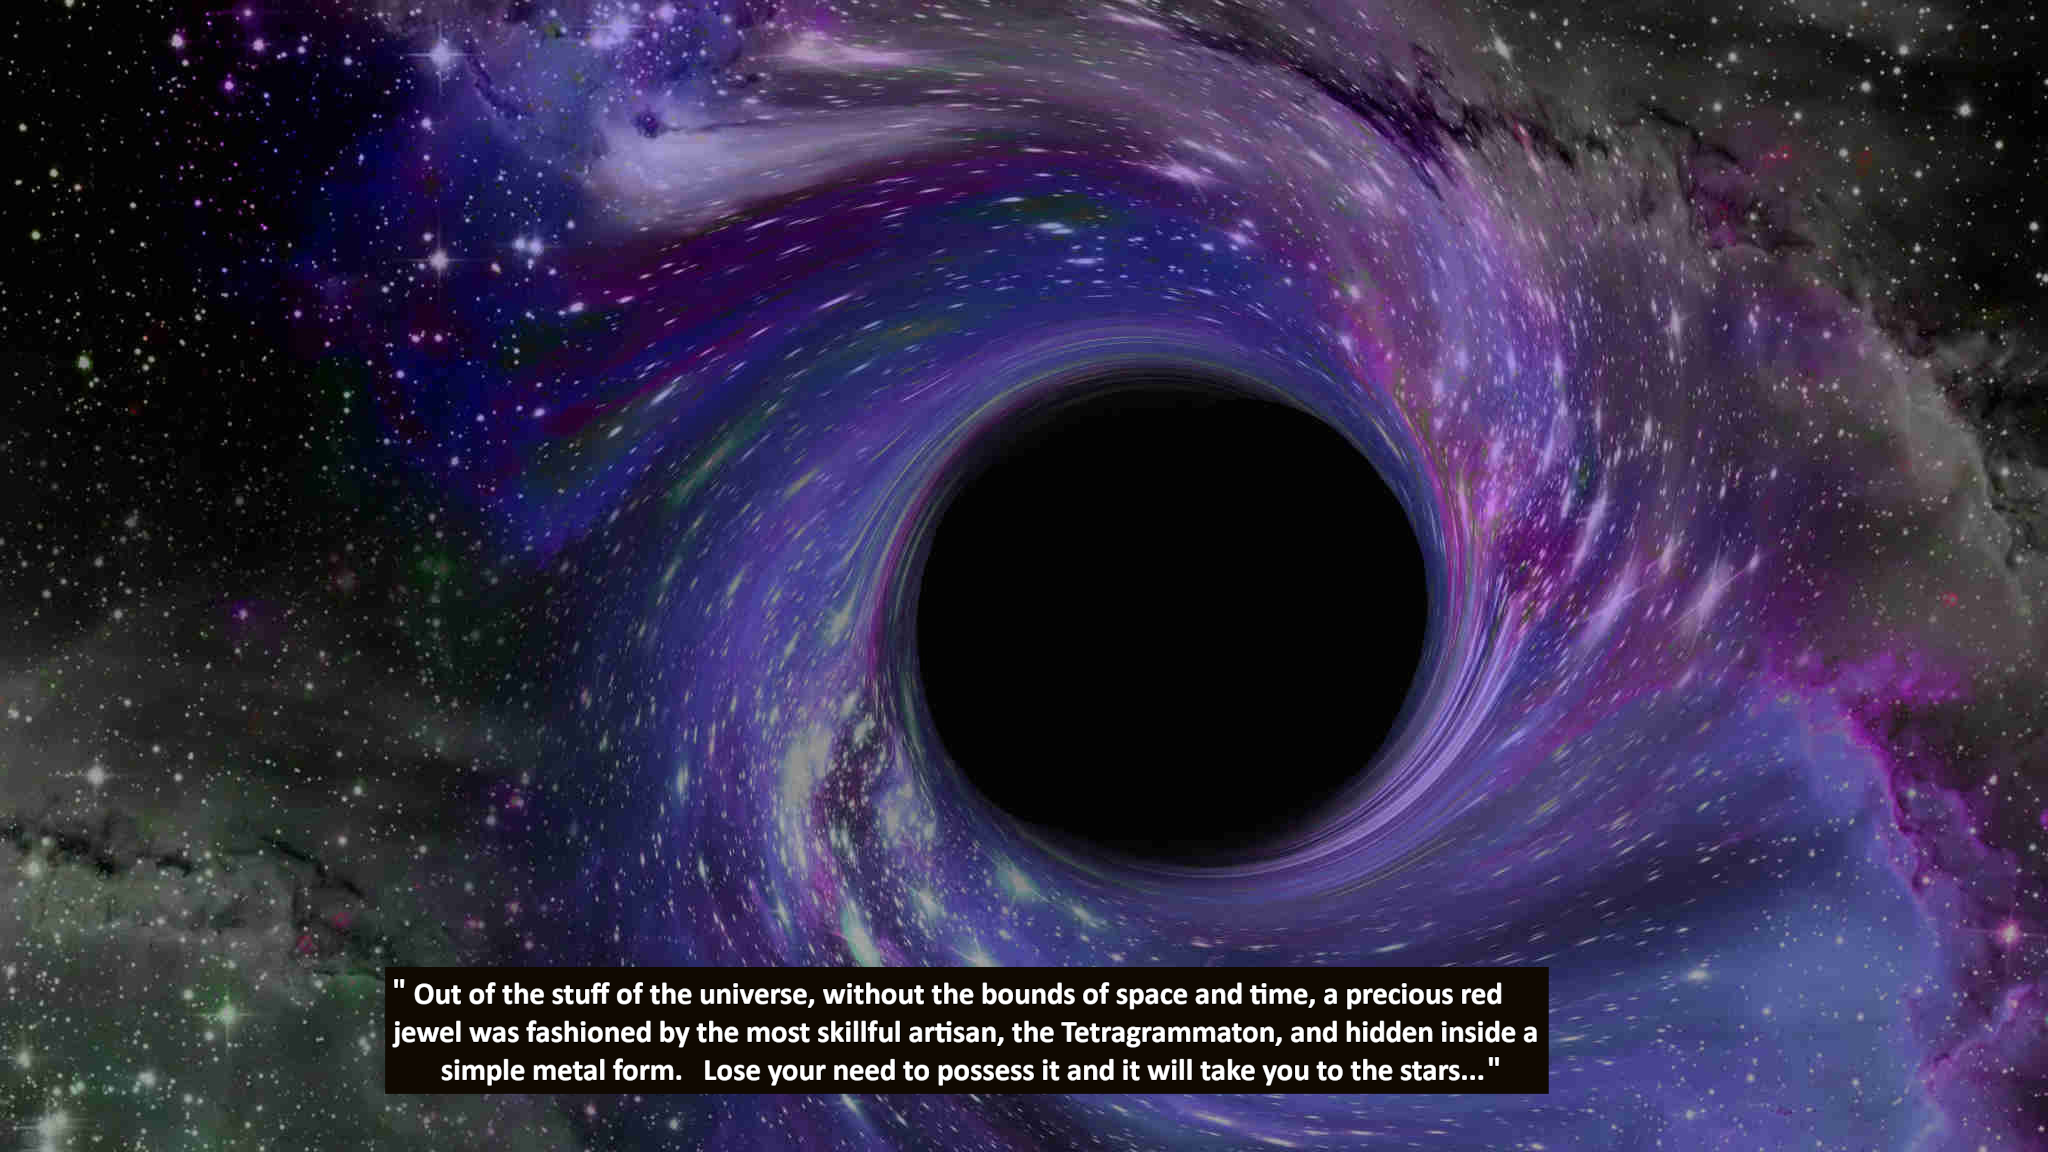 " Out of the stuff of the universe, without the bounds of space and time, a precious red
jewel was fashioned by the most skillful artisan, the Tetragrammaton, and hidden inside a
simple metal form.   Lose your need to possess it and it will take you to the stars..."